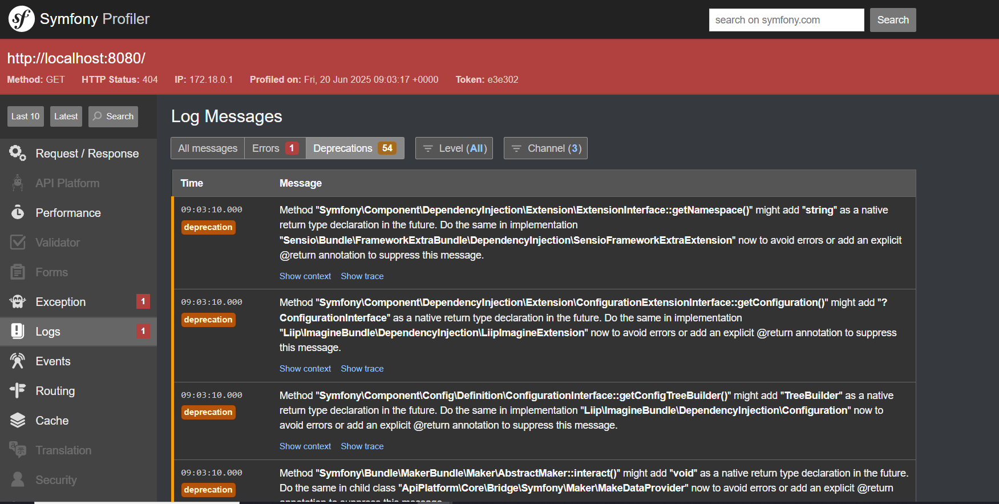 sf Symfony Profiler
search on symfony.com
Search
http://localhost:8080/
Method: GET HTTP Status: 404 IP: 172.18.0.1 Profiled on: Fri, 20 Jun 2025 09:03:17 +0000 Token: e3e302
Last 10
Latest
Search
Request / Response
API Platform
Performance
Validator
Forms
Exception 1
Logs 1
Events
Routing
Cache
Translation
Security
Log Messages
All messages
Errors 1
Deprecations 54
Level (All)
Channel (3)
Time Message
09:03:10.000
deprecation
Method "Symfony\Component\DependencyInjection\Extension\ExtensionInterface::getNamespace()" might add "string" as a native
return type declaration in the future. Do the same in implementation
"Sensio\Bundle\FrameworkExtraBundle\DependencyInjection\SensioFrameworkExtraExtension" now to avoid errors or add an explicit
@return annotation to suppress this message.
Show context Show trace
09:03:10.000
deprecation
Method "Symfony\Component\DependencyInjection\Extension\ConfigurationExtensionInterface::getConfiguration()" might add "?
ConfigurationInterface" as a native return type declaration in the future. Do the same in implementation
"Liip\ImagineBundle\DependencyInjection\LiipImagineExtension" now to avoid errors or add an explicit @return annotation to suppress
this message.
Show context Show trace
09:03:10.000
deprecation
Method "Symfony\Component\Config\Definition\ConfigurationInterface::getConfigTreeBuilder()" might add "TreeBuilder" as a native
return type declaration in the future. Do the same in implementation "Liip\ImagineBundle\DependencyInjection\Configuration" now to
avoid errors or add an explicit @return annotation to suppress this message.
Show context Show trace
09:03:10.000
deprecation
Method "Symfony\Bundle\MakerBundle\Maker\AbstractMaker::interact()" might add "void" as a native return type declaration in the future.
Do the same in child class "ApiPlatform\Core\Bridge\Symfony\Maker\MakeDataProvider" now to avoid errors or add an explicit @return
annotation to suppress this message.